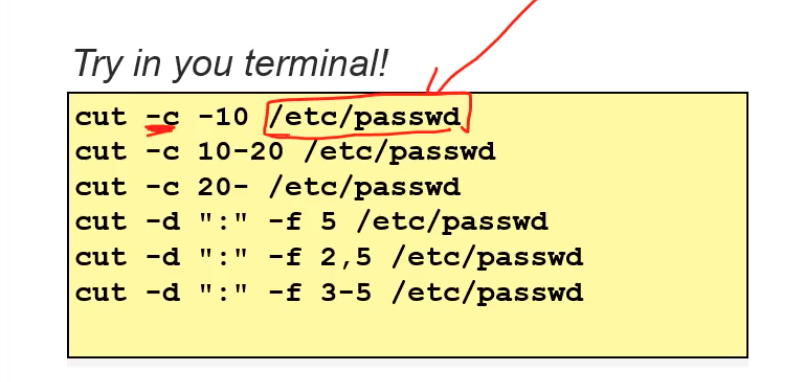 Try in you terminal!
cut -c -10 /etc/passwd
cut -c 10-20 /etc/passwd
cut -c 20- /etc/passwd
cut -d ":" -f 5 /etc/passwd
cut -d ":" -f 2,5 /etc/passwd
cut -d ":" -f 3-5 /etc/passwd